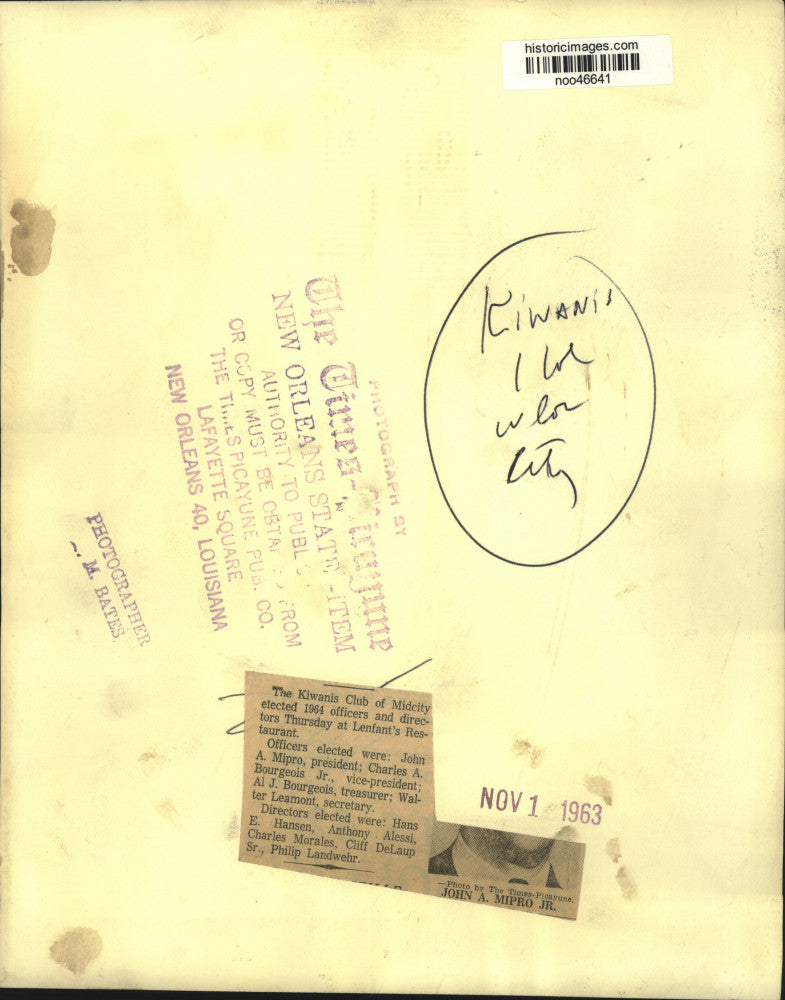 historicimages.com
noo46641
Kiwanis
City
PHOTOGRAPH BY
The Times-Picayune
NEW ORLEANS STATE-ITEM
AUTHORITY TO PUBL
OR COPY MUST BE OBTAI FROM
THE TIMES PICAYUNE PUB. CO.
LAFAYETTE SQUARE
NEW ORLEANS 40, LOUISIANA
PHOTOGRAPHER
M. BATES
The Kiwanis Club of Midcity
elected 1964 officers and direc-
tors Thursday at Lenfant's Res-
taurant.
Officers elected were: John
A. Mipro, president; Charles A.
Bourgeois Jr., vice-president;
Al J. Bourgeois, treasurer; Wal-
ter Leamont, secretary.
Directors elected were: Hans
E. Hansen, Anthony Alessi,
Charles Morales, Cliff DeLaup
Sr., Philip Landwehr.
NOV 1 1963
—Photo by The Times-Picayune.
JOHN A. MIPRO JR.